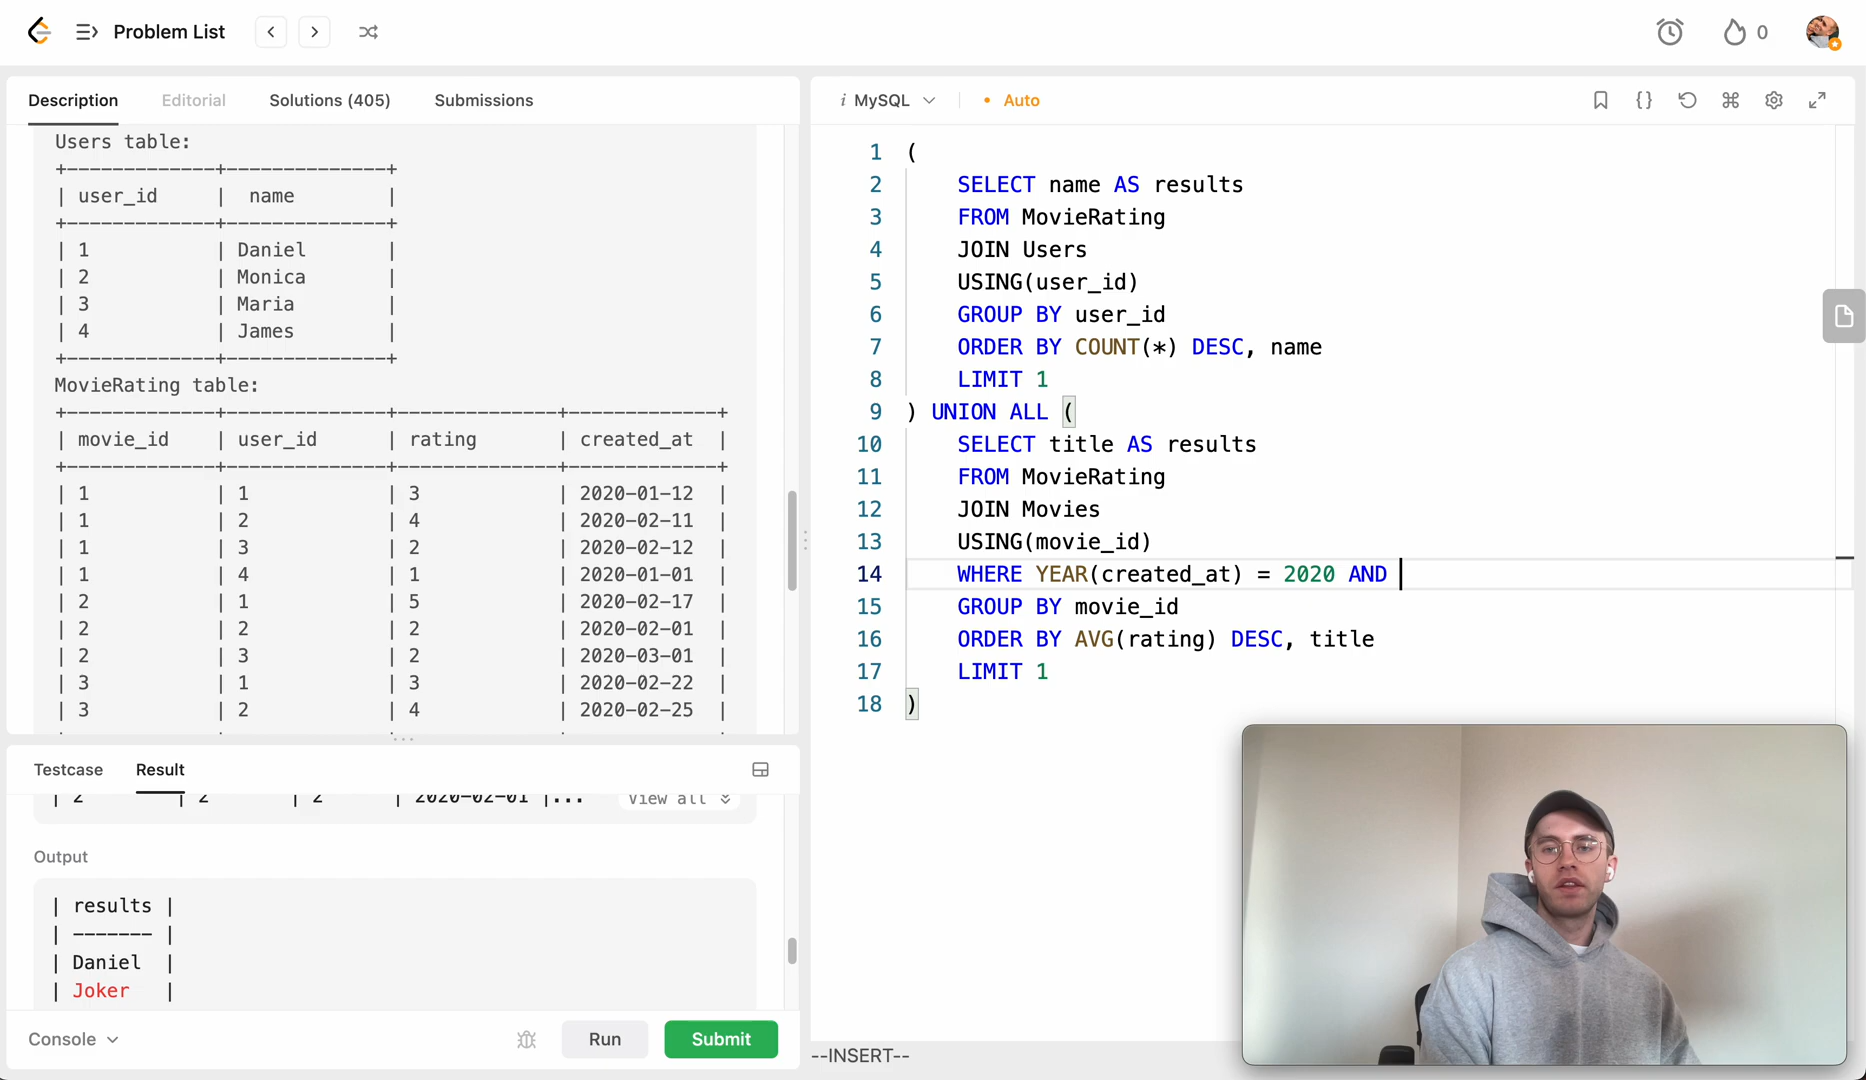 Problem List
0
Description
Editorial
Solutions (405)
Submissions
Users table:
+-------------+--------------+
| user_id     |  name        |
+-------------+--------------+
| 1           | Daniel       |
| 2           | Monica       |
| 3           | Maria        |
| 4           | James        |
+-------------+--------------+
MovieRating table:
+-------------+--------------+--------------+-------------+
| movie_id    | user_id      | rating       | created_at  |
+-------------+--------------+--------------+-------------+
| 1           | 1            | 3            | 2020-01-12  |
| 1           | 2            | 4            | 2020-02-11  |
| 1           | 3            | 2            | 2020-02-12  |
| 1           | 4            | 1            | 2020-01-01  |
| 2           | 1            | 5            | 2020-02-17  |
| 2           | 2            | 2            | 2020-02-01  |
| 2           | 3            | 2            | 2020-03-01  |
| 3           | 1            | 3            | 2020-02-22  |
| 3           | 2            | 4            | 2020-02-25  |
Testcase
Result
| 2 | 2 | 2 | 2020-02-01 |...
View all
Output
| results |
| ------- |
| Daniel  |
| Joker   |
Console
Run
Submit
i MySQL
• Auto
1 (
2     SELECT name AS results
3     FROM MovieRating
4     JOIN Users
5     USING(user_id)
6     GROUP BY user_id
7     ORDER BY COUNT(*) DESC, name
8     LIMIT 1
9 ) UNION ALL (
10     SELECT title AS results
11     FROM MovieRating
12     JOIN Movies
13     USING(movie_id)
14     WHERE YEAR(created_at) = 2020 AND
15     GROUP BY movie_id
16     ORDER BY AVG(rating) DESC, title
17     LIMIT 1
18 )
--INSERT--